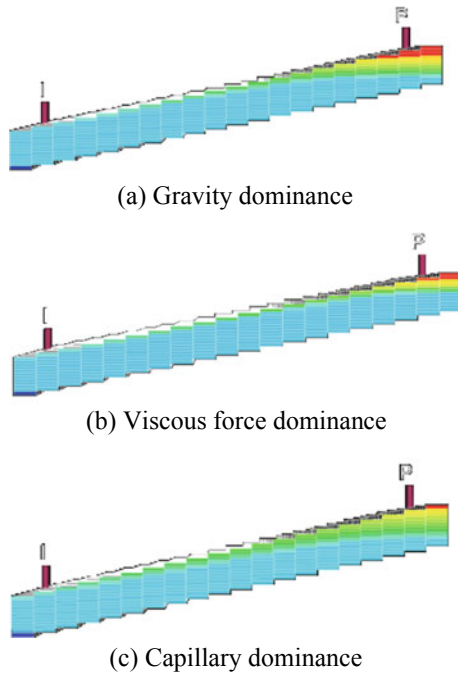 I
P
(a) Gravity dominance
I
P
(b) Viscous force dominance
I
P
(c) Capillary dominance